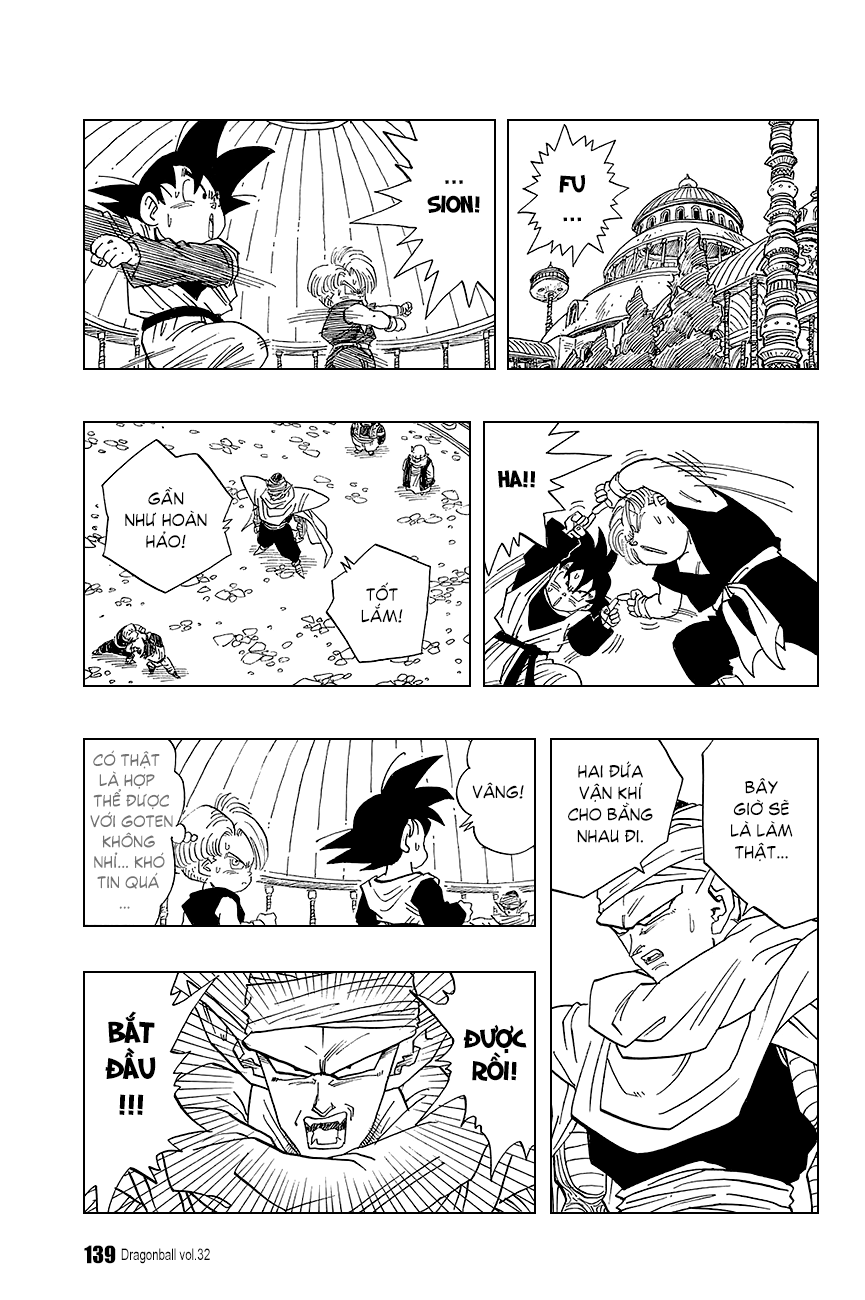 FU
...
...
SION!
HA!!
GẦN
NHƯ HOÀN
HẢO!
TỐT
LẮM!
BÂY
GIỜ SẼ
LÀ LÀM
THẬT...
HAI ĐỨA
VẬN KHÍ
CHO BẰNG
NHAU ĐI.
VÂNG!
CÓ THẬT
LÀ HỢP
THỂ ĐƯỢC
VỚI GOTEN
KHÔNG
NHỈ... KHÓ
TIN QUÁ
...
ĐƯỢC
RỒI!
BẮT
ĐẦU
!!!
139 Dragonball vol.32